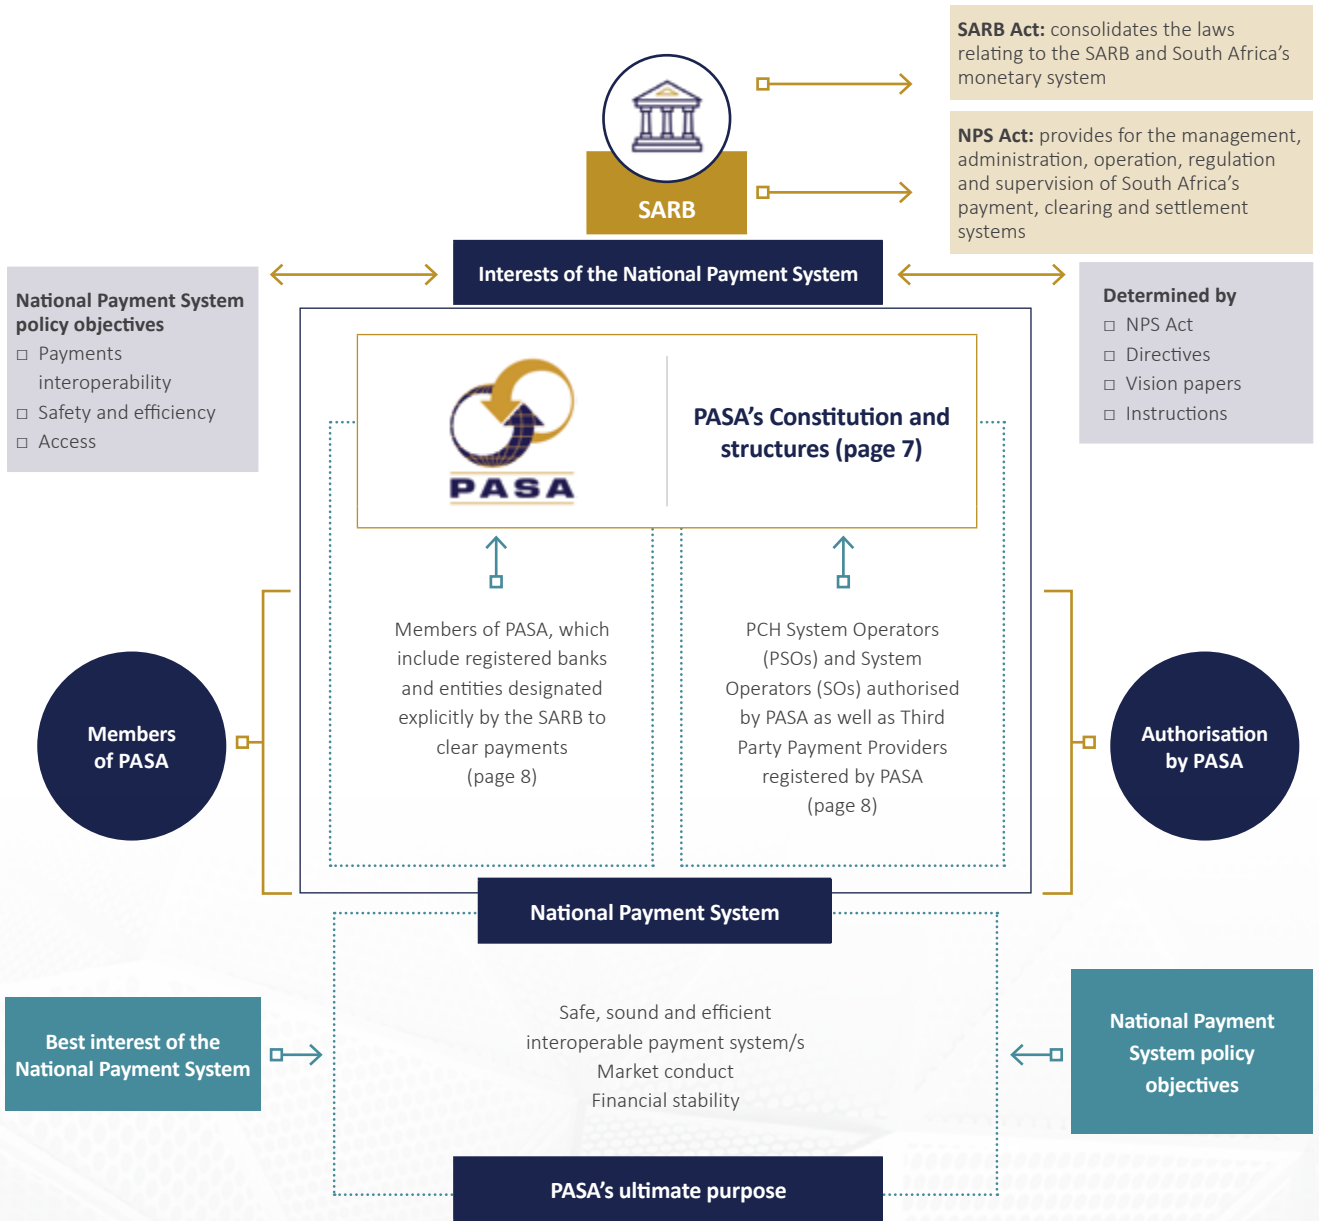 SARB Act: consolidates the laws
relating to the SARB and South Africa's
monetary system
NPS Act: provides for the management,
administration, operation, regulation
and supervision of South Africa's
payment, clearing and settlement
systems
SARB
Interests of the National Payment System
National Payment System
policy objectives
□ Payments
interoperability
□ Safety and efficiency
□ Access
Determined by
□ NPS Act
□ Directives
□ Vision papers
□ Instructions
PASA
PASA's Constitution and
structures (page 7)
Members of PASA, which
include registered banks
and entities designated
explicitly by the SARB to
clear payments
(page 8)
PCH System Operators
(PSOs) and System
Operators (SOs) authorised
by PASA as well as Third
Party Payment Providers
registered by PASA
(page 8)
Members
of PASA
Authorisation
by PASA
National Payment System
Best interest of the
National Payment System
Safe, sound and efficient
interoperable payment system/s
Market conduct
Financial stability
National Payment
System policy
objectives
PASA's ultimate purpose